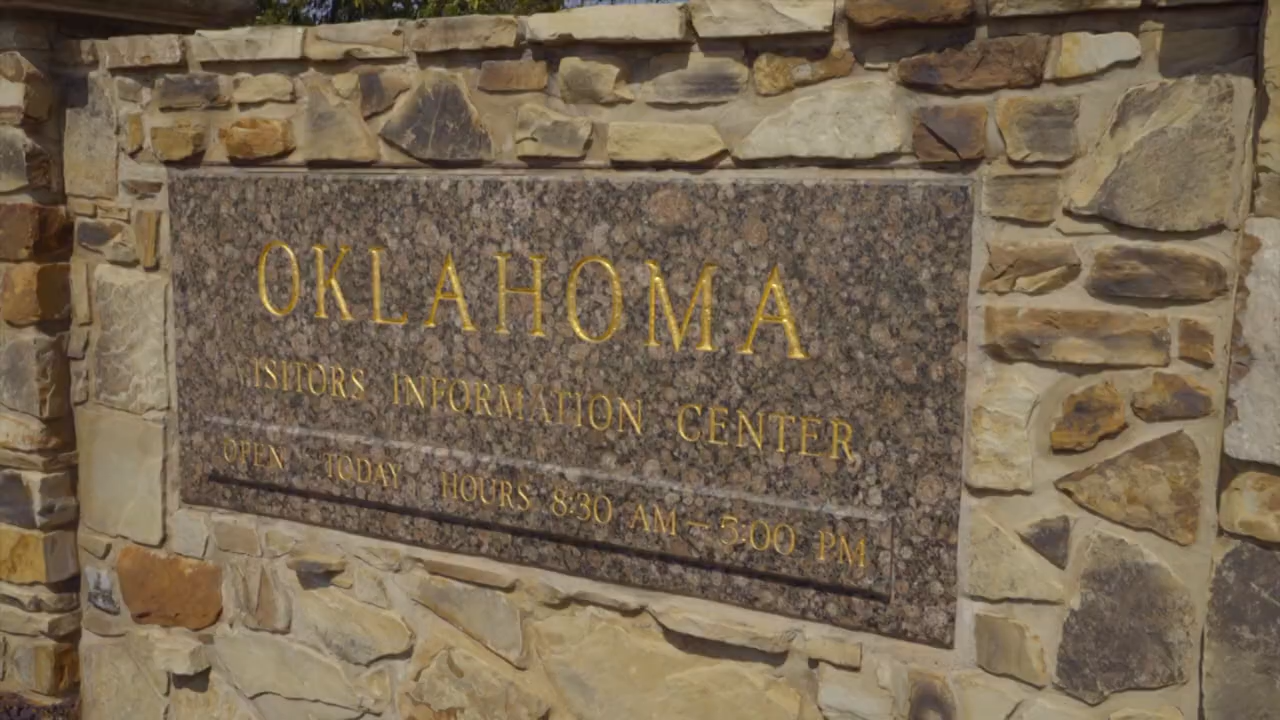 OKLAHOMA
VISITORS INFORMATION CENTER
OPEN TODAY HOURS 8:30 AM – 5:00 PM